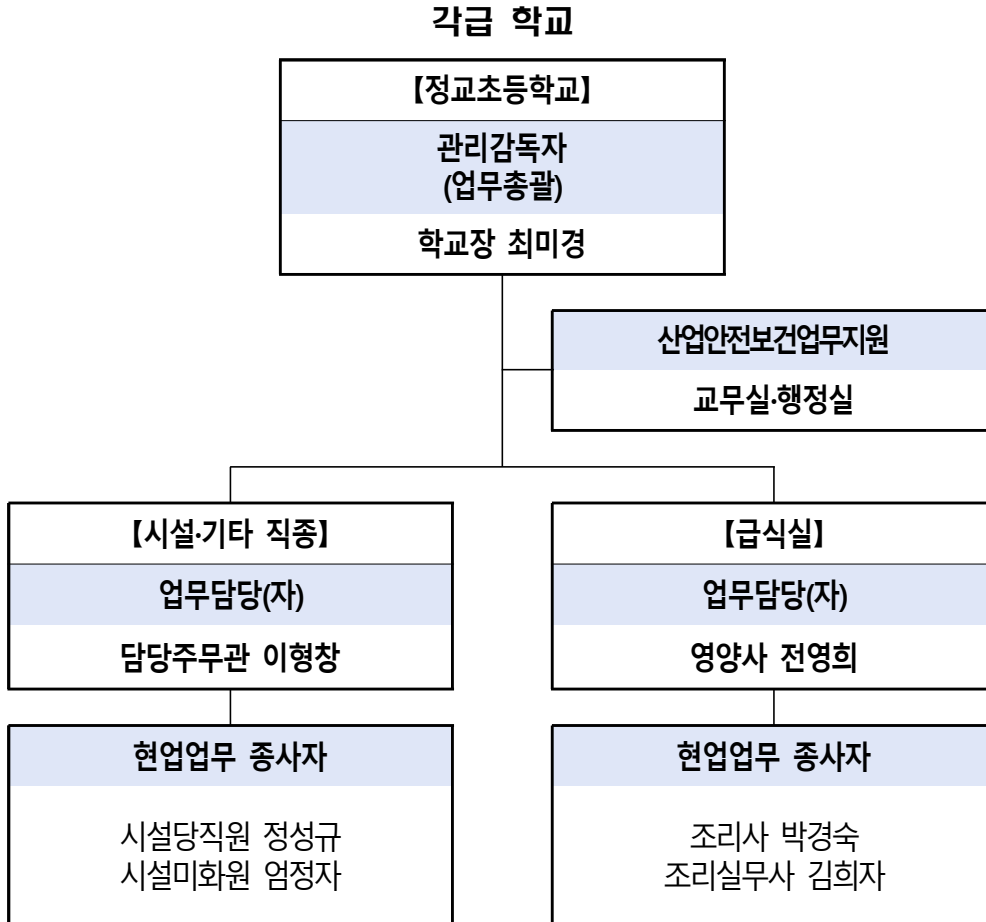 각급 학교
【정교초등학교】
관리감독자
(업무총괄)
학교장 최미경
산업안전보건업무지원
교무실·행정실
【시설·기타 직종】
업무담당(자)
담당주무관 이형창
현업업무 종사자
시설당직원 정성규
시설미화원 엄정자
【급식실】
업무담당(자)
영양사 전영희
현업업무 종사자
조리사 박경숙
조리실무사 김희자